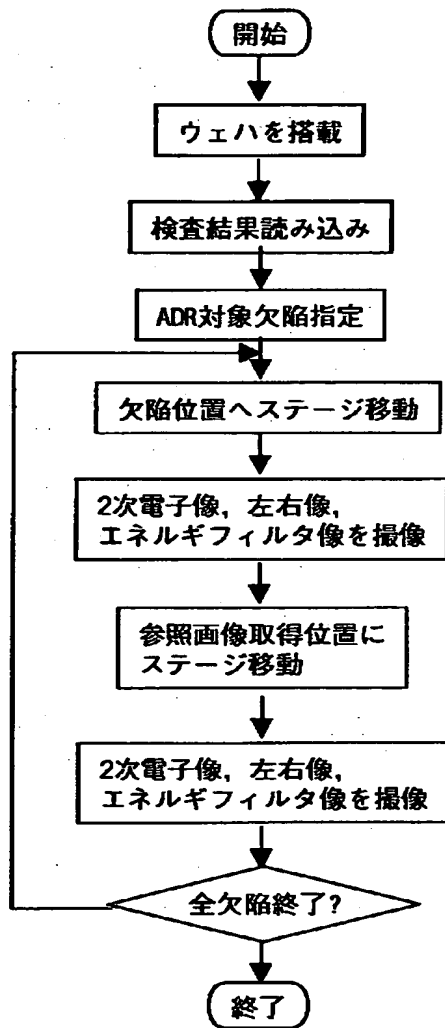 開始
ウェハを搭載
検査結果読み込み
ADR対象欠陥指定
欠陥位置へステージ移動
2次電子像，左右像，
エネルギフィルタ像を撮像
参照画像取得位置に
ステージ移動
2次電子像，左右像，
エネルギフィルタ像を撮像
全欠陥終了?
終了